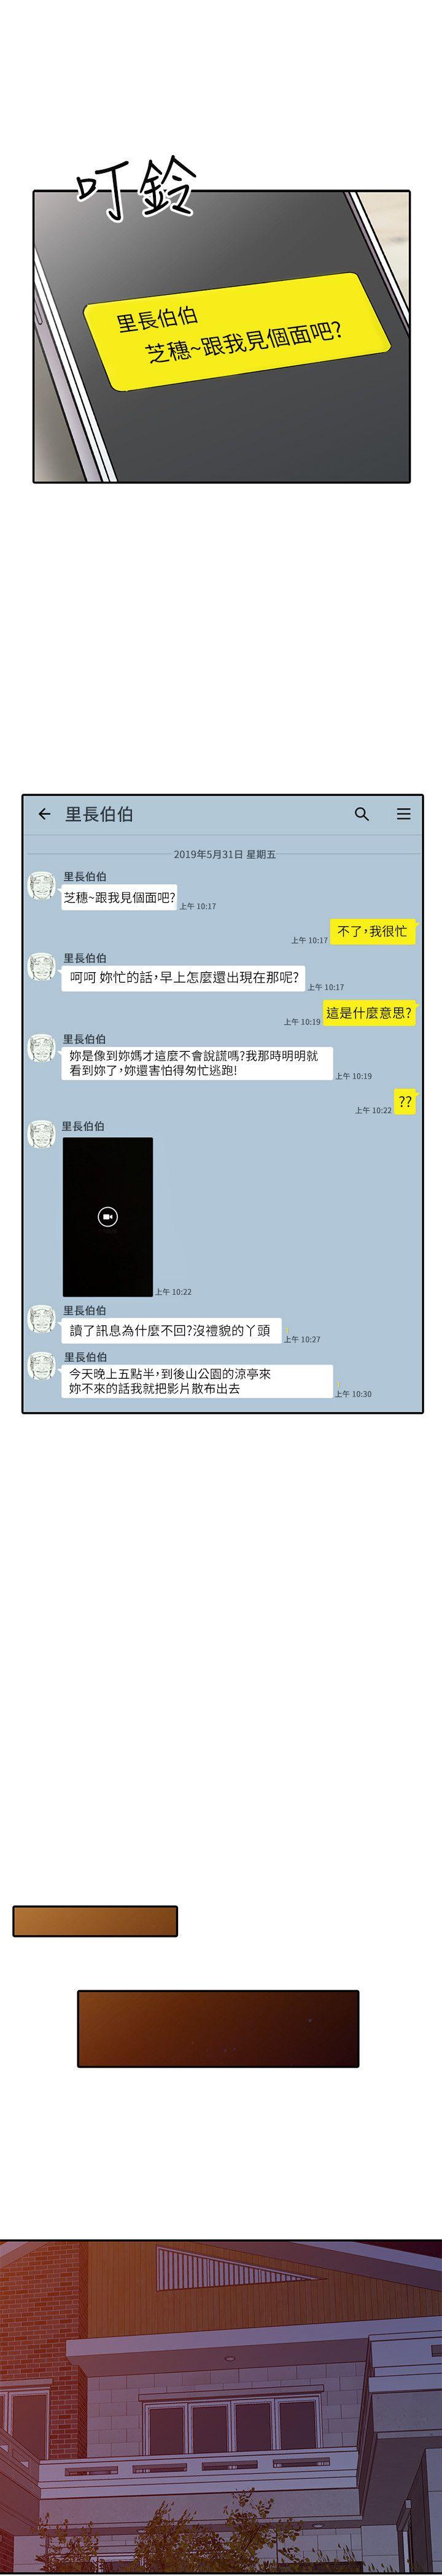 叮鈴
里長伯伯
芝穗~跟我見個面吧?
里長伯伯
2019年5月31日 星期五
里長伯伯
芝穗~跟我見個面吧?
上午 10:17
不了,我很忙
上午 10:17
里長伯伯
呵呵 妳忙的話,早上怎麼還出現在那呢?
上午 10:17
這是什麼意思?
上午 10:19
里長伯伯
妳是像到妳媽才這麼不會說謊嗎?我那時明明就
看到妳了,妳還害怕得匆忙逃跑!
上午 10:19
??
上午 10:22
里長伯伯
上午 10:22
里長伯伯
讀了訊息為什麼不回?沒禮貌的丫頭
上午 10:27
里長伯伯
今天晚上五點半,到後山公園的涼亭來
妳不來的話我就把影片散布出去
上午 10:30